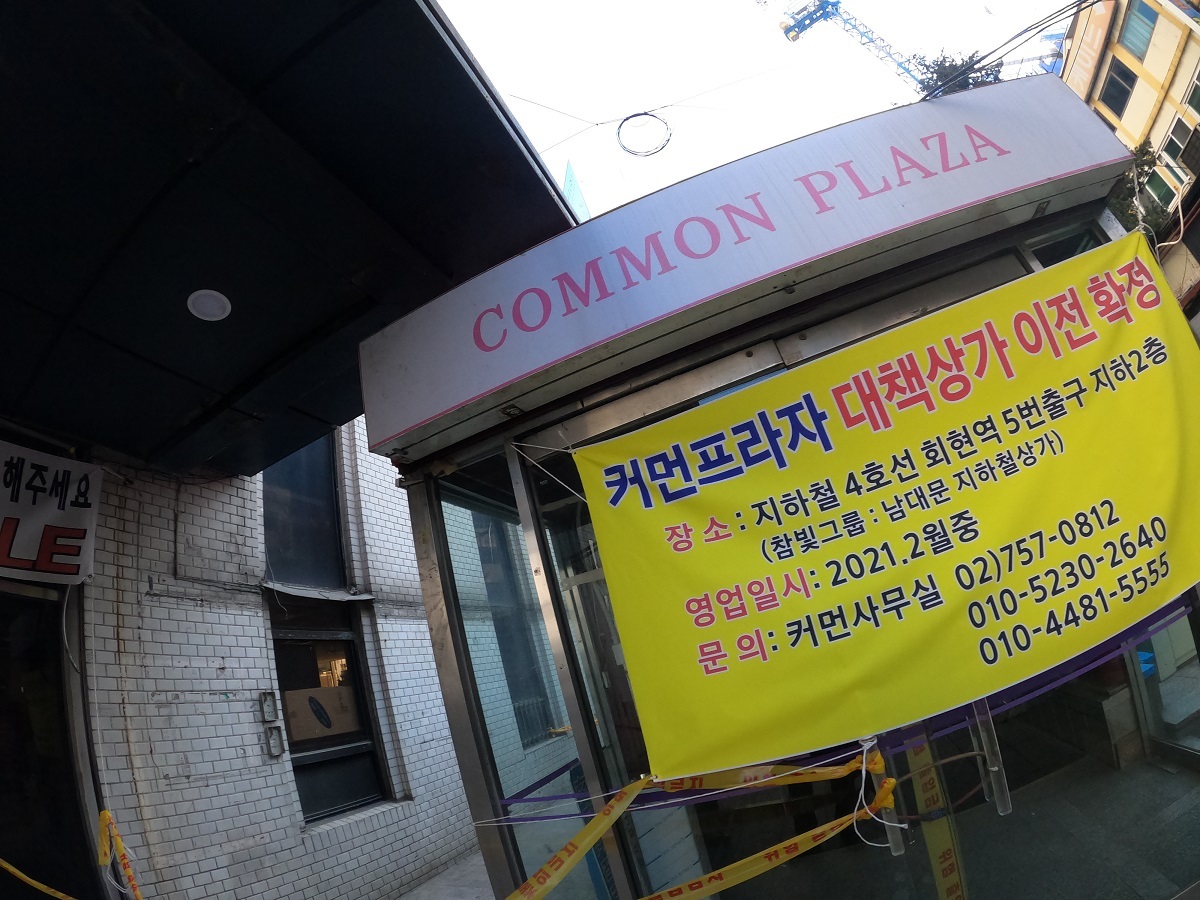 COMMON PLAZA
커먼프라자 대책상가 이전 확정
장 소 : 지하철 4호선 회현역 5번출구 지하2층
(참빛그룹 : 남대문 지하철상가)
영업일시: 2021.2월중
문 의: 커먼사무실 02)757-0812
010-5230-2640
010-4481-5555
해주세요
LE